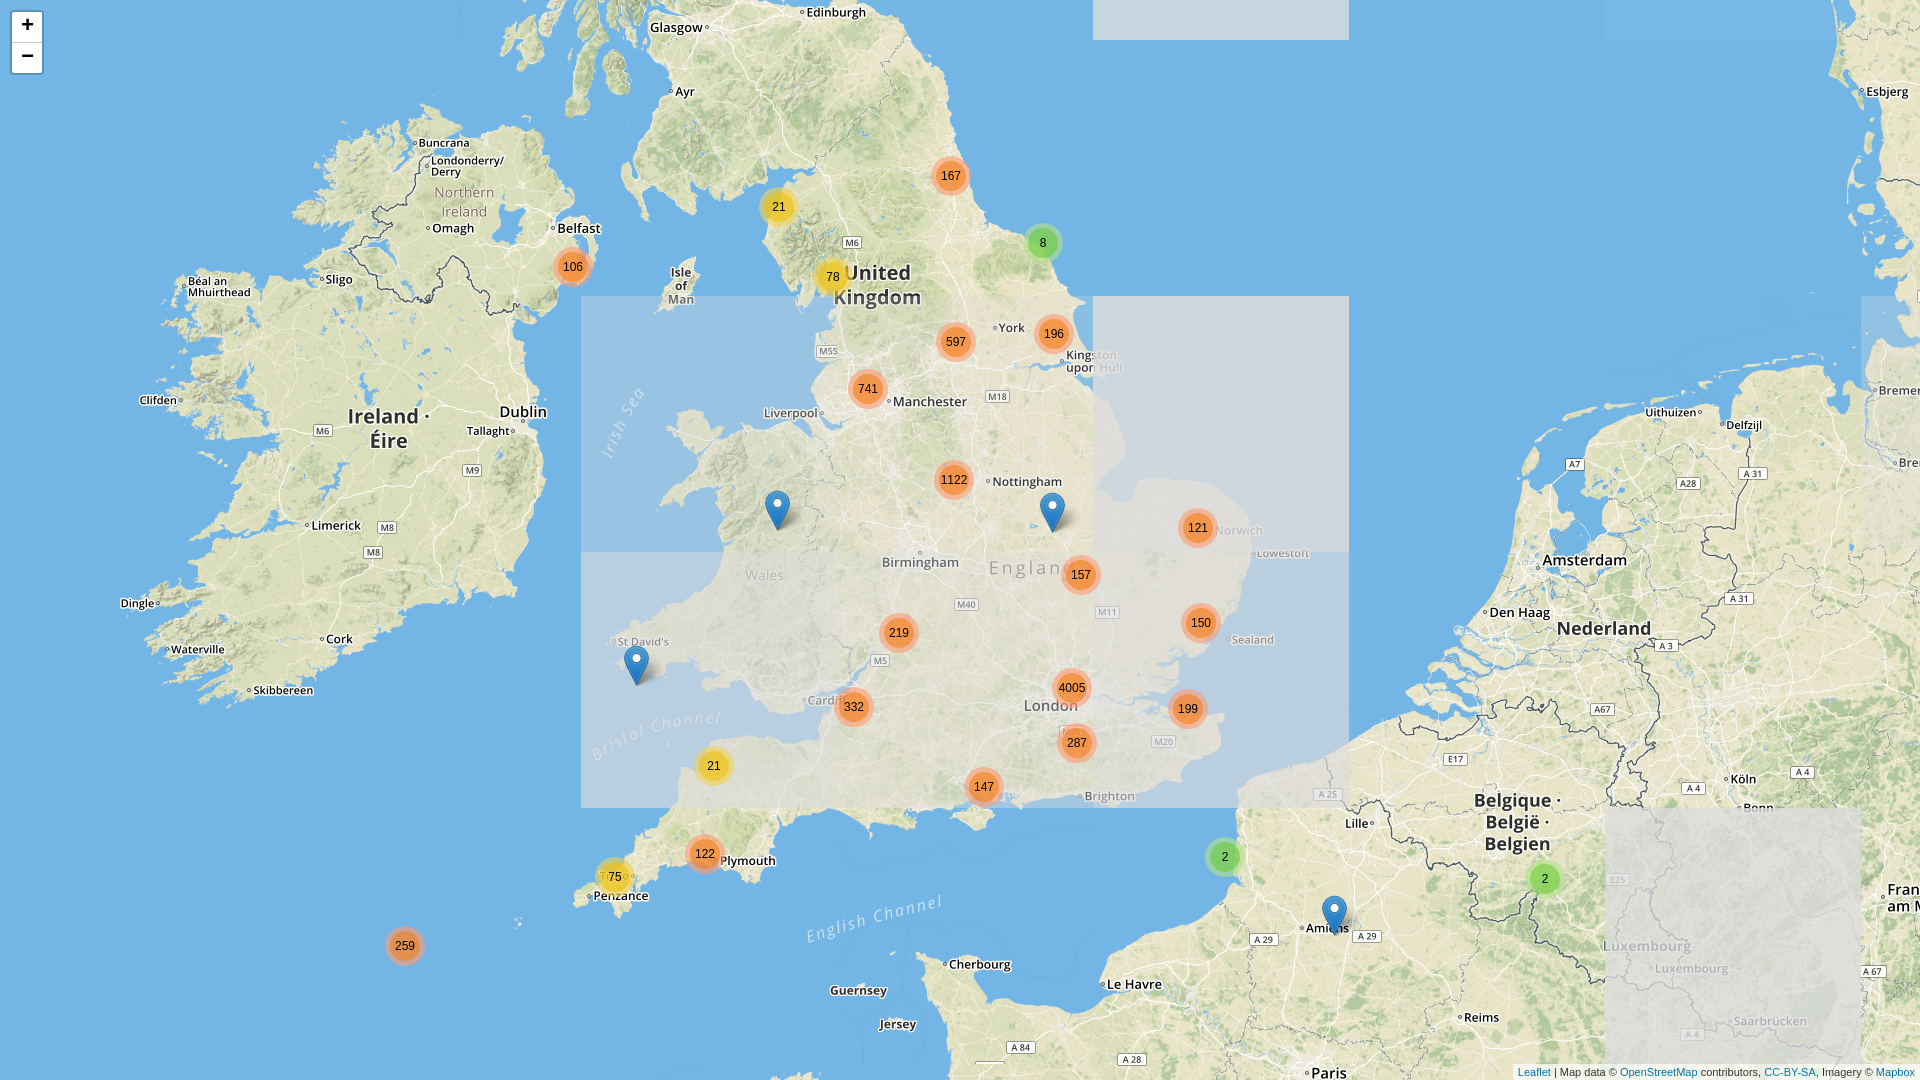 +
−
Edinburgh
Glasgow
Ayr
Esbjerg
Buncrana
Londonderry/
Derry
Northern
Ireland
Omagh
Belfast
167
21
8
M6
106
78
United
Kingdom
Isle
of
Man
Sligo
Béal an
Mhuirthead
York
196
597
M55
Kingston
upon Hull
741
Manchester
M18
Liverpool
Clifden
Irish Sea
Ireland ·
Éire
Dublin
Tallaght
M6
M9
Uithuizen
Delfzijl
Bremer
A7
A 31
A28
Bre
1122
Nottingham
Limerick
M8
M8
121
Norwich
Lowestoft
Birmingham
England
157
Wales
Amsterdam
A 31
Dingle
M40
M11
Den Haag
Nederland
219
150
Sealand
Cork
Waterville
St David's
A 3
M5
Skibbereen
4005
London
Cardiff
332
199
A67
Bristol Channel
287
M20
E17
21
Köln
A 4
A 4
147
Brighton
A 25
Bonn
Belgique ·
België ·
Belgien
Lille
122
Plymouth
75
Penzance
2
2
E25
Fran
am M
English Channel
259
Amiens
A 29
A 29
Luxembourg
Luxembourg
A 67
Cherbourg
Le Havre
Guernsey
Jersey
Reims
Saarbrücken
A 4
A 84
A 28
Paris
Leaflet | Map data © OpenStreetMap contributors, CC-BY-SA, Imagery © Mapbox